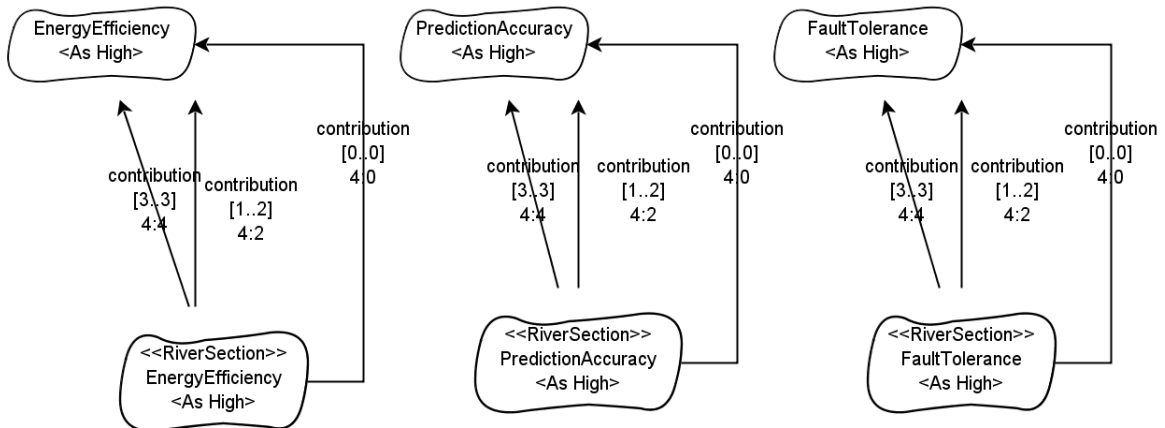 EnergyEfficiency
<As High>
PredictionAccuracy
<As High>
FaultTolerance
<As High>
contribution
[0..0]
4:0
contribution
[3..3]
4:4
contribution
[1..2]
4:2
contribution
[0..0]
4:0
contribution
[3..3]
4:4
contribution
[1..2]
4:2
contribution
[0..0]
4:0
contribution
[3..3]
4:4
contribution
[1..2]
4:2
<<RiverSection>>
EnergyEfficiency
<As High>
<<RiverSection>>
PredictionAccuracy
<As High>
<<RiverSection>>
FaultTolerance
<As High>